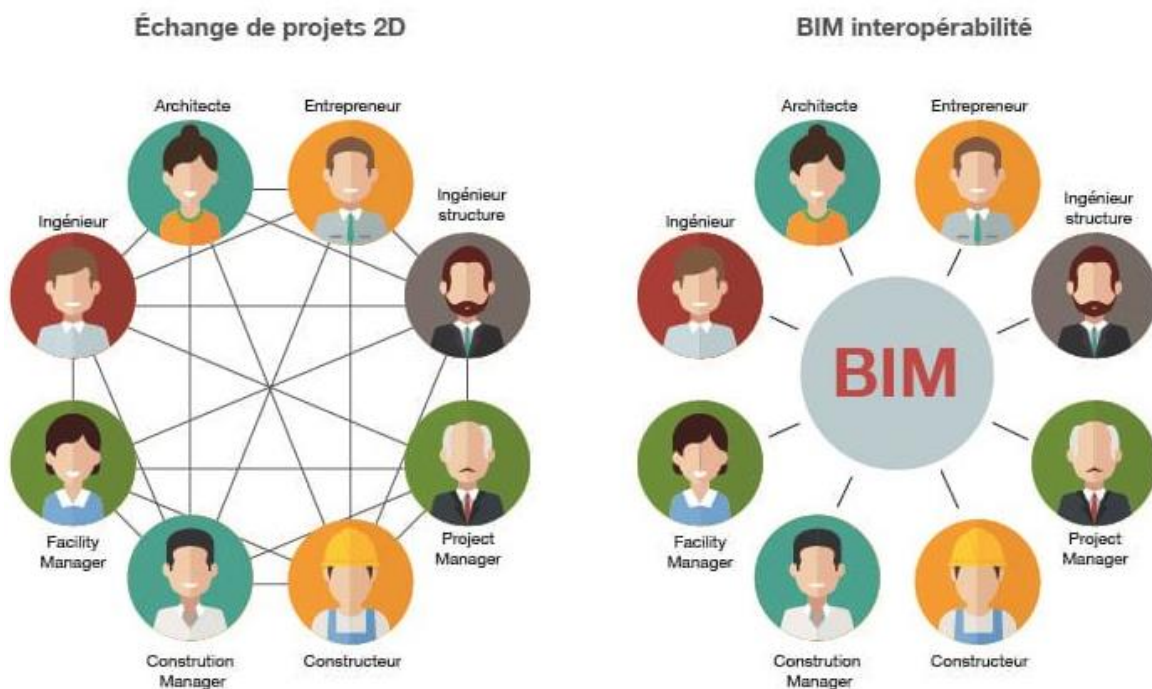 Échange de projets 2D
Architecte
Entrepreneur
Ingénieur
structure
Ingénieur
Facility
Manager
Project
Manager
Constrution
Manager
Constructeur
BIM interopérabilité
Architecte
Entrepreneur
Ingénieur
structure
Ingénieur
BIM
Facility
Manager
Project
Manager
Constrution
Manager
Constructeur